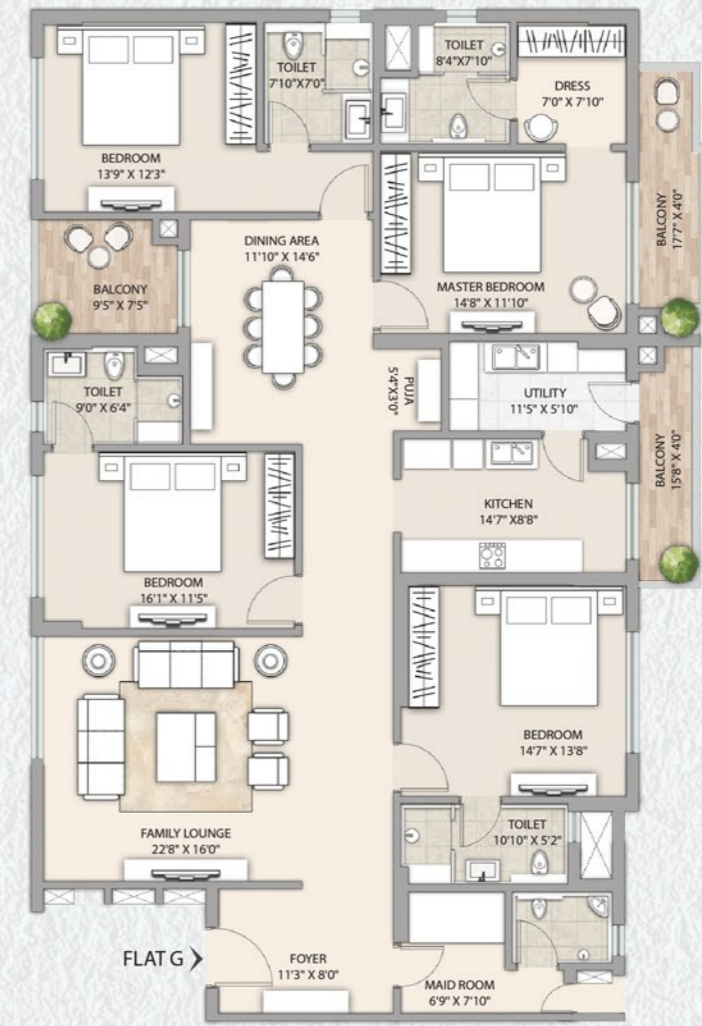 TOILET
7'10"X7'0"
TOILET
8'4"X7'10"
DRESS
7'0" X 7'10"
BEDROOM
13'9" X 12'3"
BALCONY
17'7" X 4'0"
DINING AREA
11'10" X 14'6"
MASTER BEDROOM
14'8" X 11'10"
BALCONY
9'5" X 7'5"
TOILET
9'0" X 6'4"
PUJA
5'4"X3'0"
UTILITY
11'5" X 5'10"
BALCONY
15'8" X 4'0"
KITCHEN
14'7" X8'8"
BEDROOM
16'1" X 11'5"
BEDROOM
14'7" X 13'8"
FAMILY LOUNGE
22'8" X 16'0"
TOILET
10'10" X 5'2"
FLAT G
FOYER
11'3" X 8'0"
MAID ROOM
6'9" X 7'10"